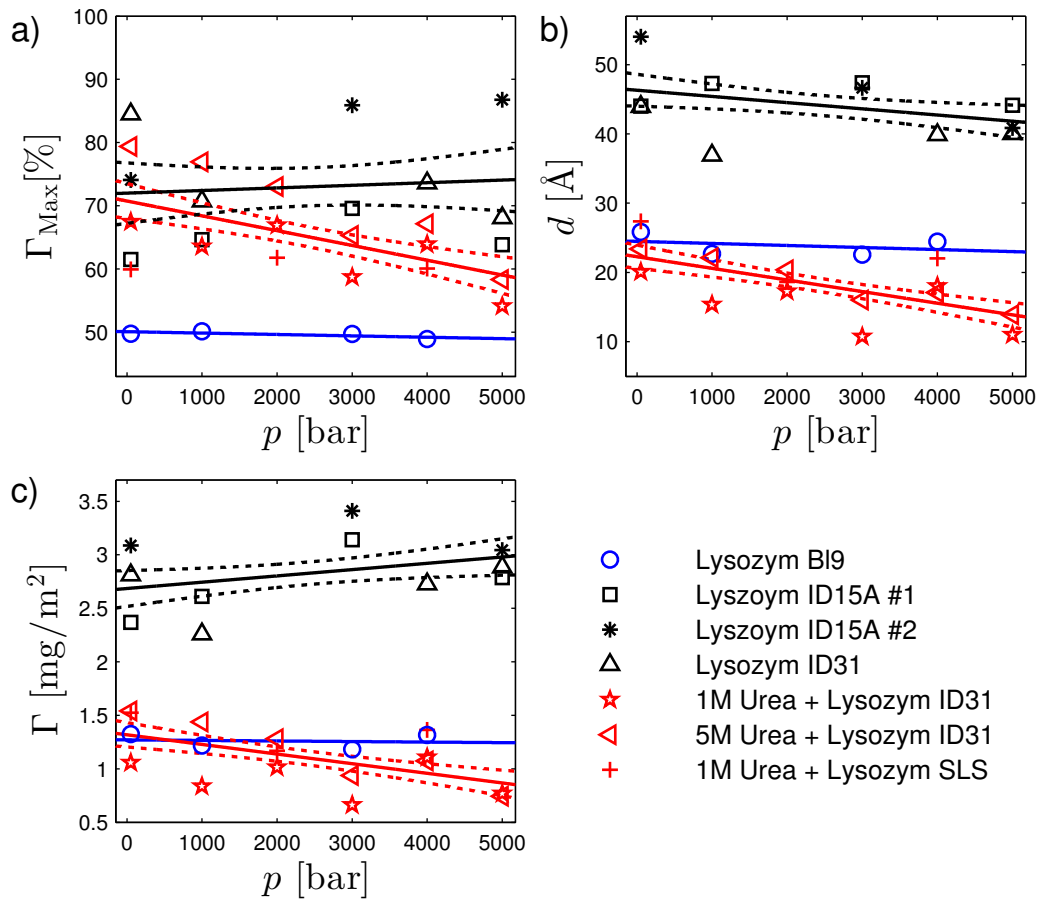 a)
100
90
80
70
60
50
Γ_Max[%]
0 1000 2000 3000 4000 5000
p [bar]
b)
50
40
30
20
10
d [Å]
0 1000 2000 3000 4000 5000
p [bar]
c)
3.5
3
2.5
2
1.5
1
0.5
Γ [mg/m²]
0 1000 2000 3000 4000 5000
p [bar]
Lysozym Bl9
Lyszoym ID15A #1
Lyszoym ID15A #2
Lysozym ID31
1M Urea + Lysozym ID31
5M Urea + Lysozym ID31
1M Urea + Lysozym SLS